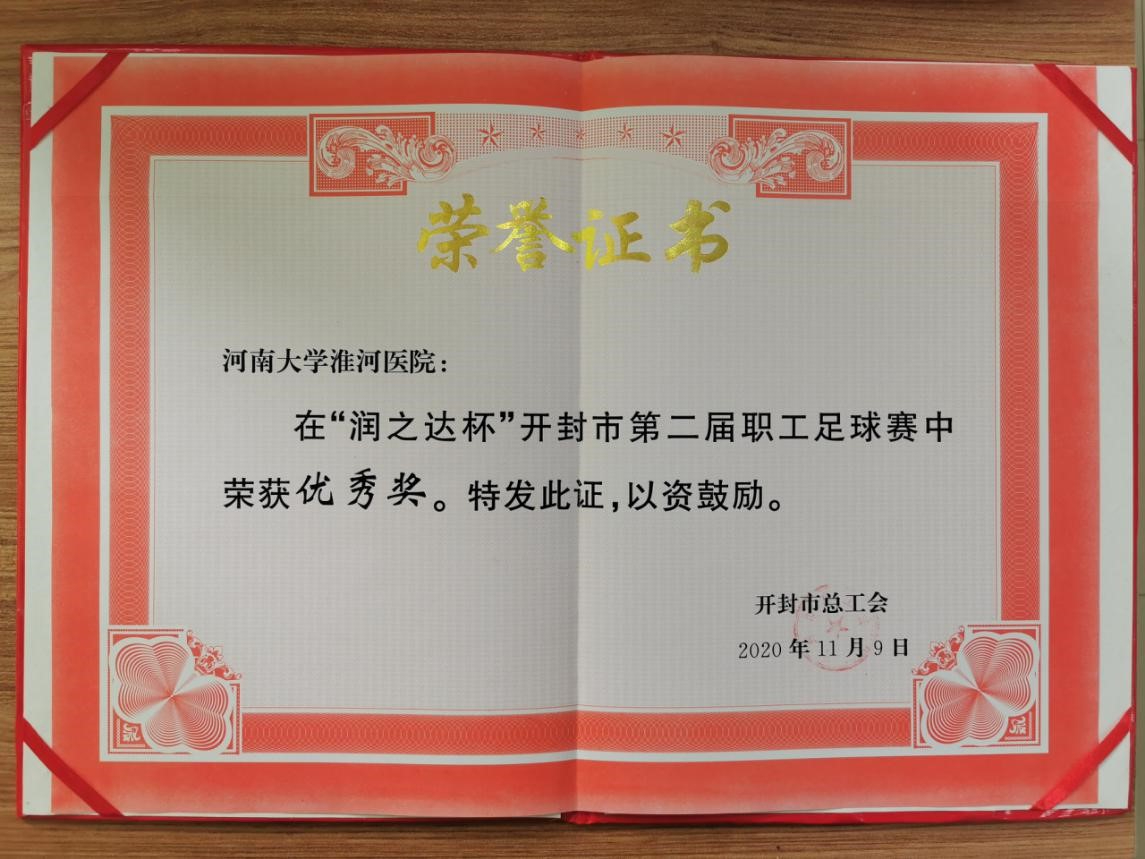 荣誉证书
河南大学淮河医院：
在“润之达杯”开封市第二届职工足球赛中
荣获优秀奖。特发此证，以资鼓励。
开封市总工会
2020年11月9日